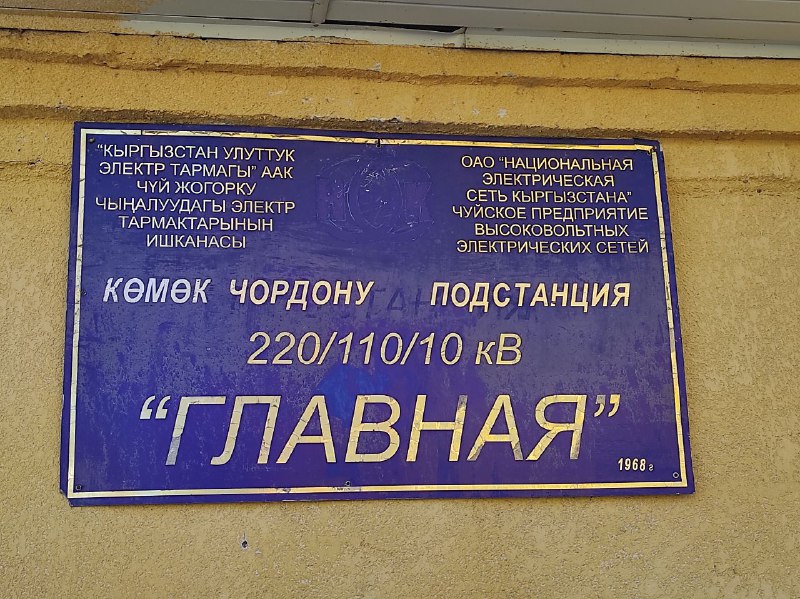 "КЫРГЫЗСТАН УЛУТТУК
ЭЛЕКТР ТАРМАГЫ" ААК
ЧҮЙ ЖОГОРКУ
ЧЫҢАЛУУДАГЫ ЭЛЕКТР
ТАРМАКТАРЫНЫН
ИШКАНАСЫ
ОАО "НАЦИОНАЛЬНАЯ
ЭЛЕКТРИЧЕСКАЯ
СЕТЬ КЫРГЫЗСТАНА"
ЧУЙСКОЕ ПРЕДПРИЯТИЕ
ВЫСОКОВОЛЬТНЫХ
ЭЛЕКТРИЧЕСКИХ СЕТЕЙ
КӨМӨК ЧОРДОНУ ПОДСТАНЦИЯ
220/110/10 кВ
"ГЛАВНАЯ"
1968 г